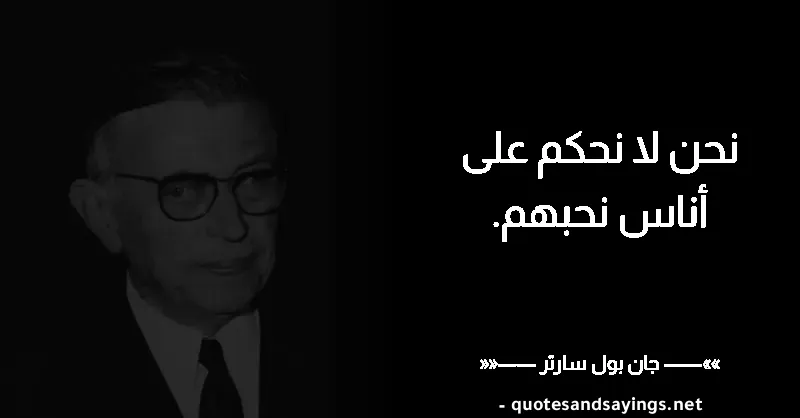 نحن لا نحكم على
أناس نحبهم.
»»—— جان بول سارتر ——««
- quotesandsayings.net